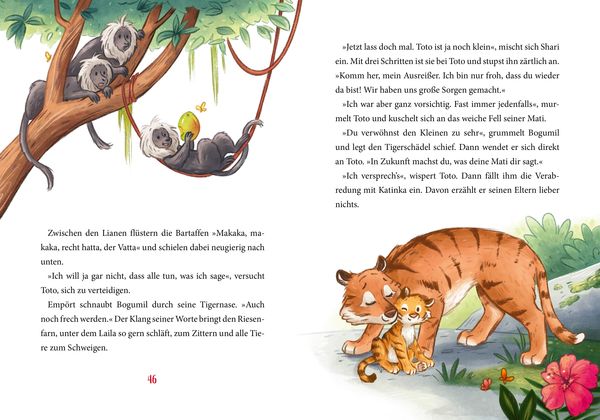 Zwischen den Lianen flüstern die Bartaffen »Makaka, ma-
kaka, recht hatta, der Vatta« und schielen dabei neugierig nach
unten.
»Ich will ja gar nicht, dass alle tun, was ich sage«, versucht
Toto, sich zu verteidigen.
Empört schnaubt Bogumil durch seine Tigernase. »Auch
noch frech werden.« Der Klang seiner Worte bringt den Riesen-
farn, unter dem Laila so gern schläft, zum Zittern und alle Tie-
re zum Schweigen.
46
»Jetzt lass doch mal. Toto ist ja noch klein«, mischt sich Shari
ein. Mit drei Schritten ist sie bei Toto und stupst ihn zärtlich an.
»Komm her, mein Ausreißer. Ich bin nur froh, dass du wieder
da bist! Wir haben uns große Sorgen gemacht.«
»Ich war aber ganz vorsichtig. Fast immer jedenfalls«, mur-
melt Toto und kuschelt sich an das weiche Fell seiner Mati.
»Du verwöhnst den Kleinen zu sehr«, grummelt Bogumil
und legt den Tigerschädel schief. Dann wendet er sich direkt
an Toto. »In Zukunft machst du, was deine Mati dir sagt.«
»Ich versprech's«, wispert Toto. Dann fällt ihm die Verab-
redung mit Katinka ein. Davon erzählt er seinen Eltern lieber
nichts.